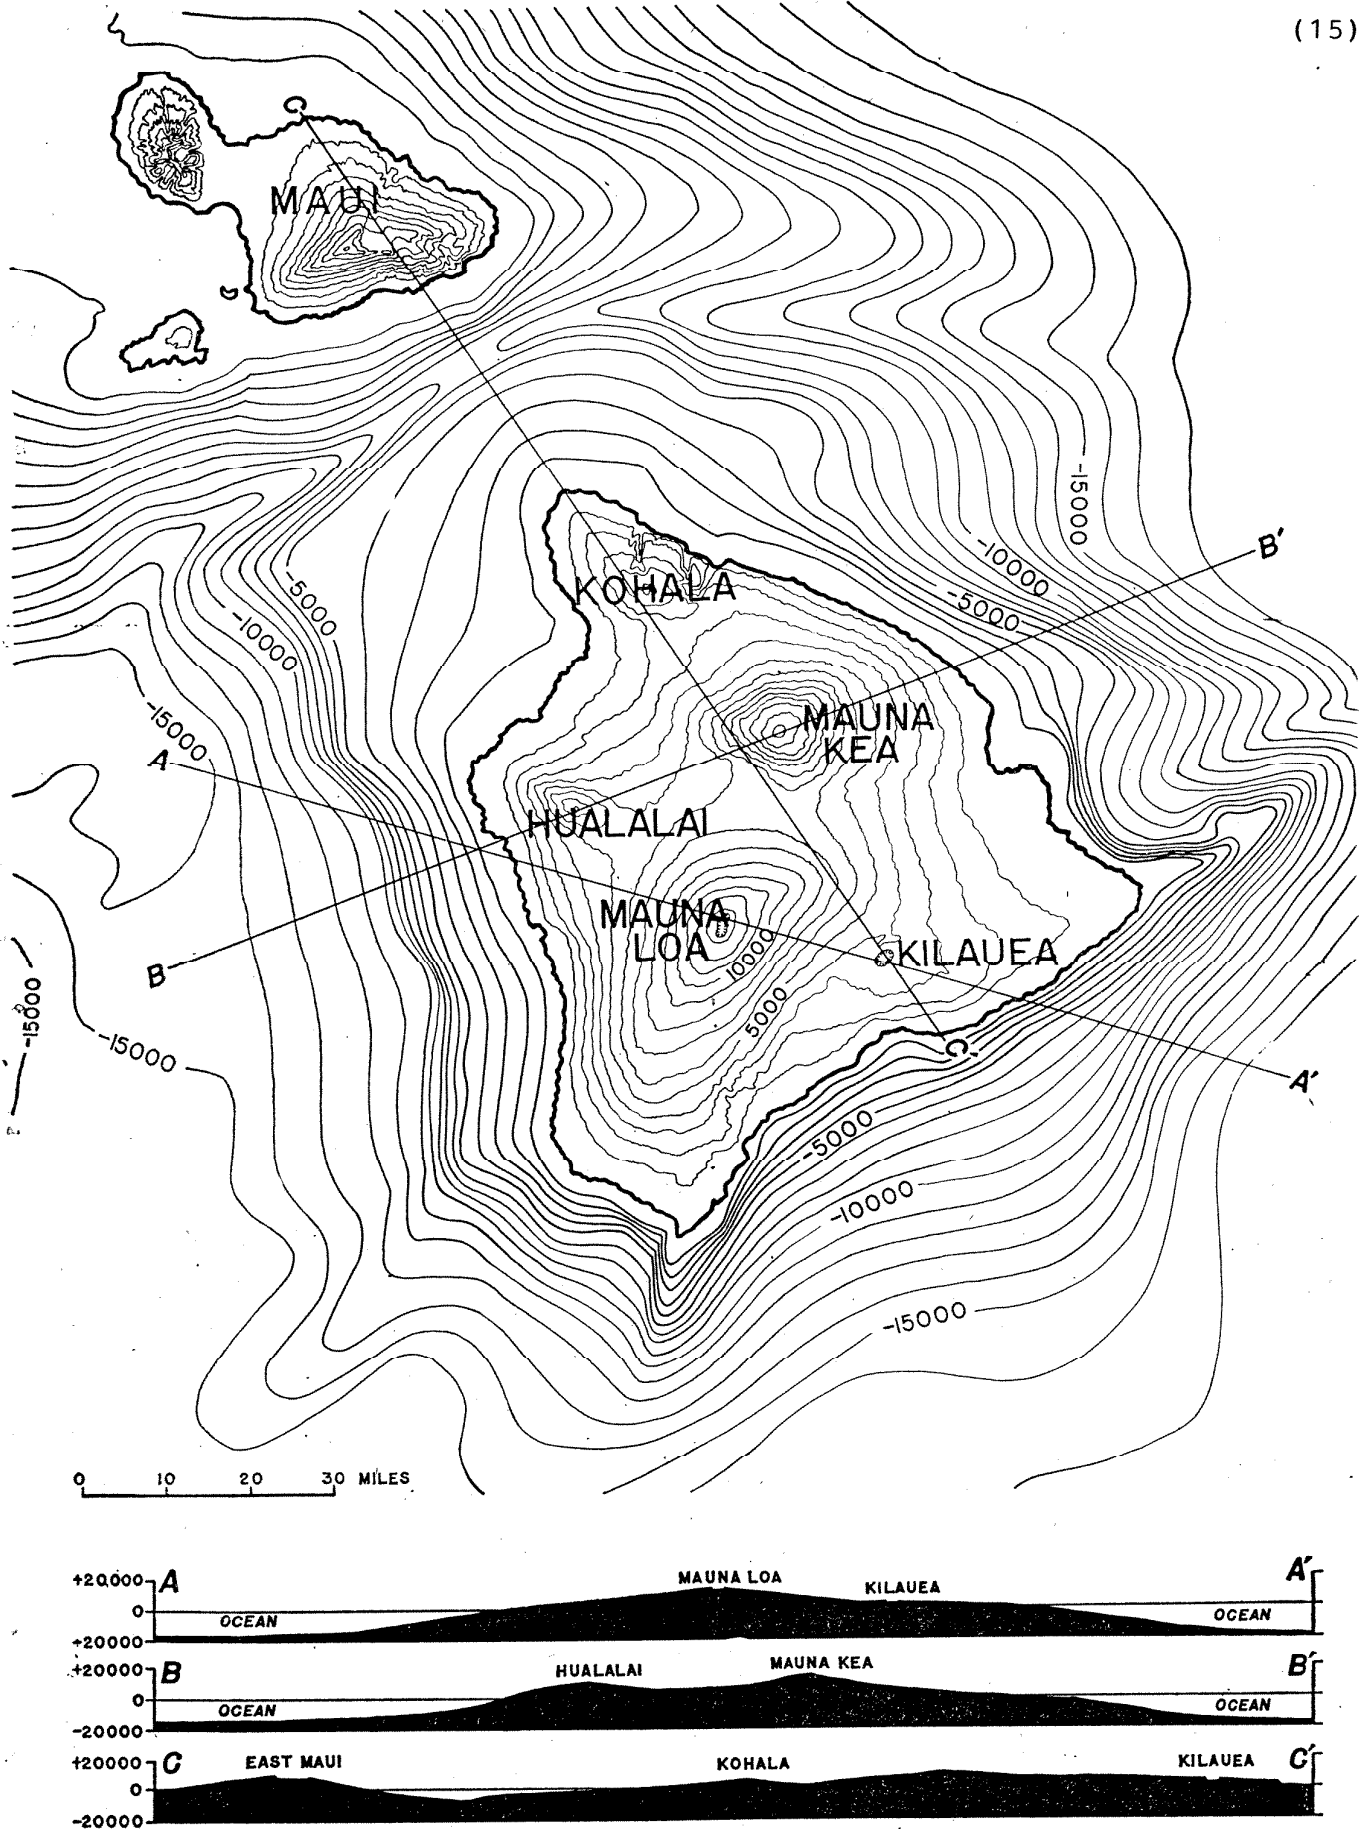 (15)
C
MAUI
-15000
B'
-10000
-5000
KOHALA
-5000
-10000
-15000
A
MAUNA
KEA
HUALALAI
MAUNA
LOA
10000
KILAUEA
B
-15000
5000
-15000
C'
A'
-5000
-10000
-15000
0 10 20 30 MILES
+20,000 A MAUNA LOA KILAUEA A'
0 OCEAN OCEAN
+20000
+20000 B HUALALAI MAUNA KEA B'
0 OCEAN OCEAN
-20000
+20000 C EAST MAUI KOHALA KILAUEA C'
0
-20000